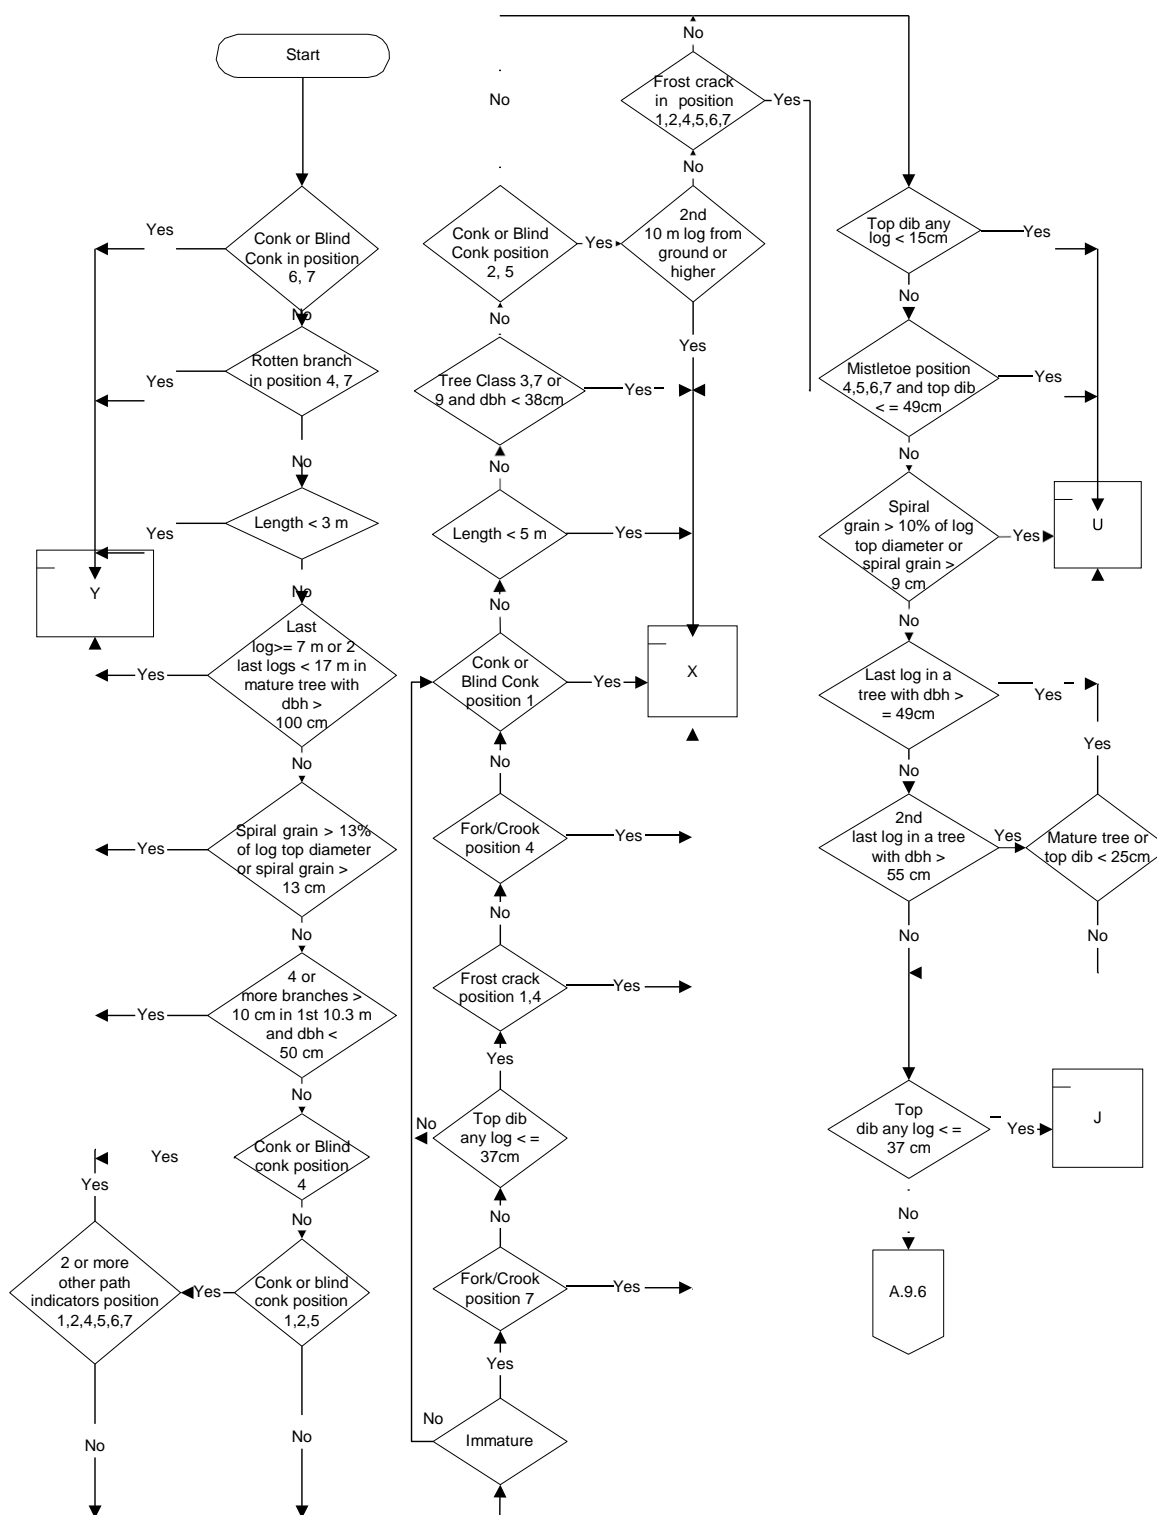 Start
Yes
Conk or Blind
Conk in position
6, 7
No
Yes
Rotten branch
in position 4, 7
No
Yes
Length < 3 m
Y
No
Last
log>= 7 m or 2
last logs < 17 m in
mature tree with
dbh >
100 cm
Yes
No
Spiral grain > 13%
of log top diameter
or spiral grain >
13 cm
Yes
No
4 or
more branches >
10 cm in 1st 10.3 m
and dbh <
50 cm
Yes
No
Conk or Blind
conk position
4
Yes
Yes
No
2 or more
other path
indicators position
1,2,4,5,6,7
Yes
Conk or blind
conk position
1,2,5
No
No
No
Conk or Blind
Conk position
2, 5
Yes
No
Tree Class 3,7 or
9 and dbh < 38cm
Yes
No
Length < 5 m
Yes
No
Conk or
Blind Conk
position 1
Yes
X
No
Fork/Crook
position 4
Yes
No
Frost crack
position 1,4
Yes
Yes
No
Top dib
any log < =
37cm
No
Fork/Crook
position 7
Yes
Yes
No
Immature
No
Frost crack
in position
1,2,4,5,6,7
Yes
No
2nd
10 m log from
ground or
higher
Yes
Top dib any
log < 15cm
Yes
No
Mistletoe position
4,5,6,7 and top dib
< = 49cm
Yes
No
Spiral
grain > 10% of log
top diameter or
spiral grain >
9 cm
Yes
U
No
Last log in a
tree with dbh >
= 49cm
Yes
No
Yes
2nd
last log in a tree
with dbh >
55 cm
Yes
Mature tree or
top dib < 25cm
No
No
Top
dib any log < =
37 cm
Yes
J
No
A.9.6